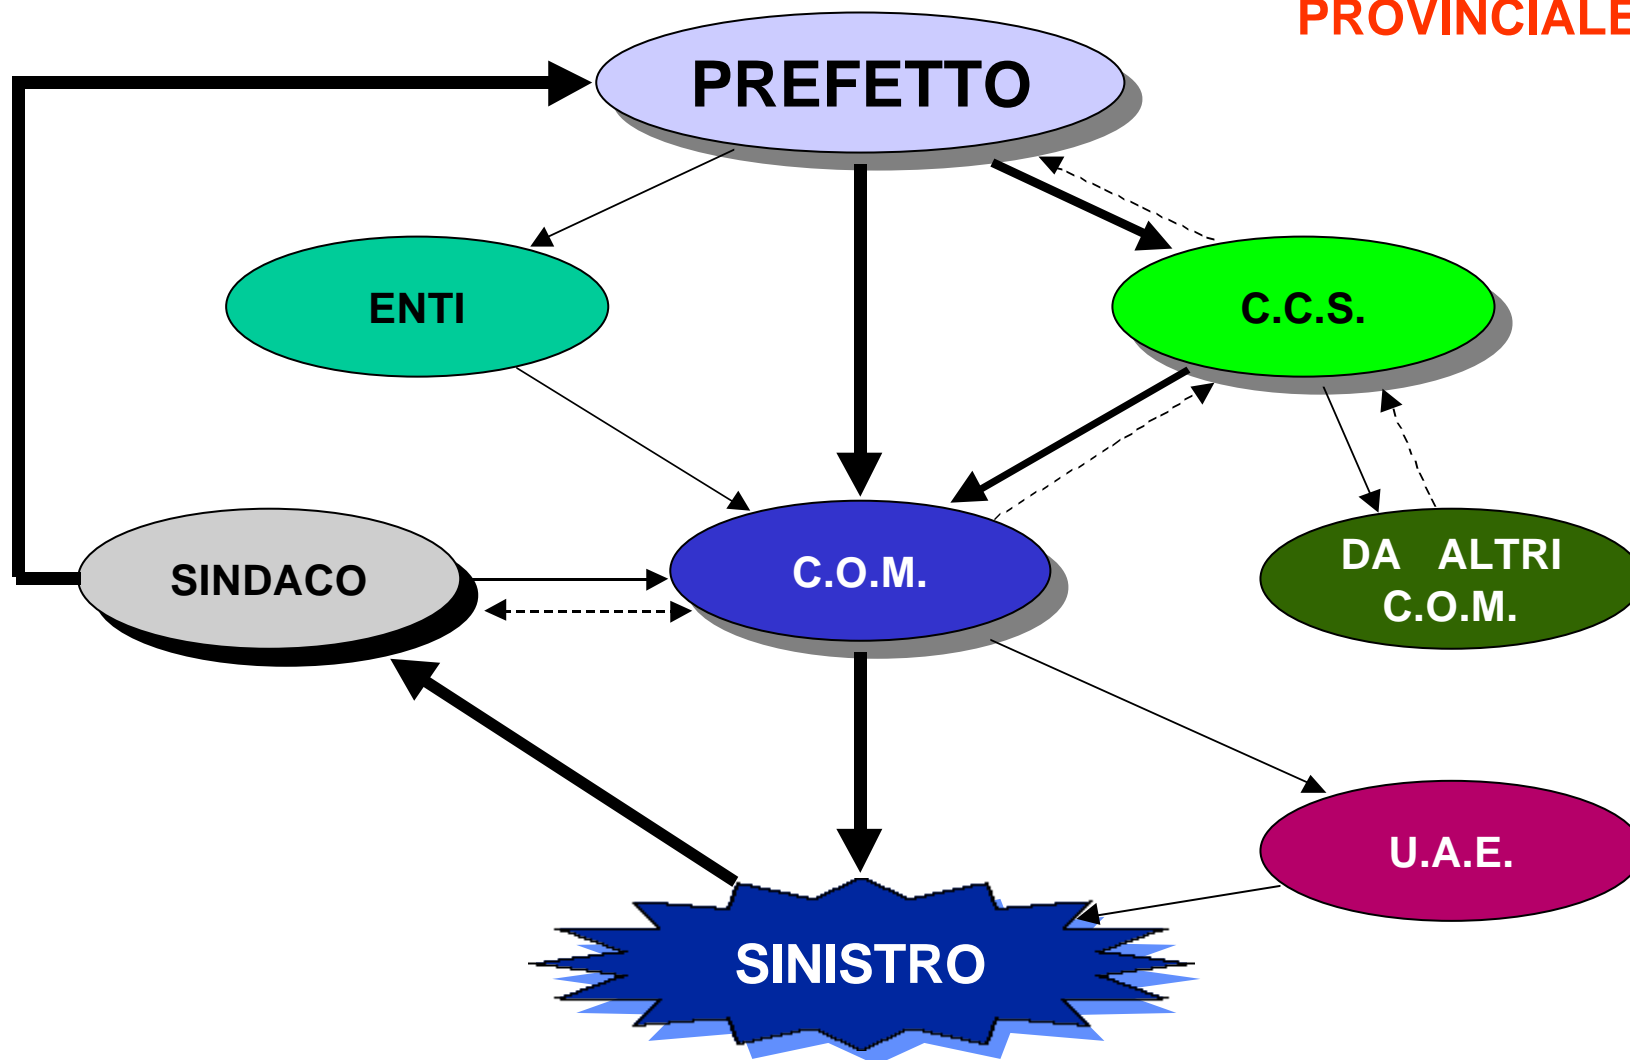 PROVINCIALE
PREFETTO
ENTI
C.C.S.
SINDACO
C.O.M.
DA ALTRI
C.O.M.
U.A.E.
SINISTRO